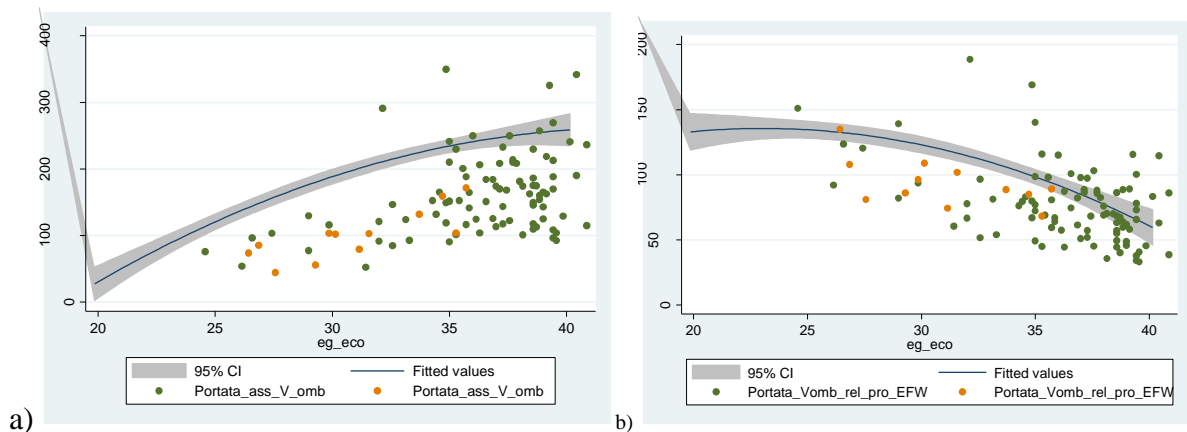 400
300
200
100
0
20 25 30 35 40
eg_eco
95% CI Fitted values
Portata_ass_V_omb Portata_ass_V_omb
a)
200
150
100
50
0
20 25 30 35 40
eg_eco
95% CI Fitted values
Portata_Vomb_rel_pro_EFW Portata_Vomb_rel_pro_EFW
b)